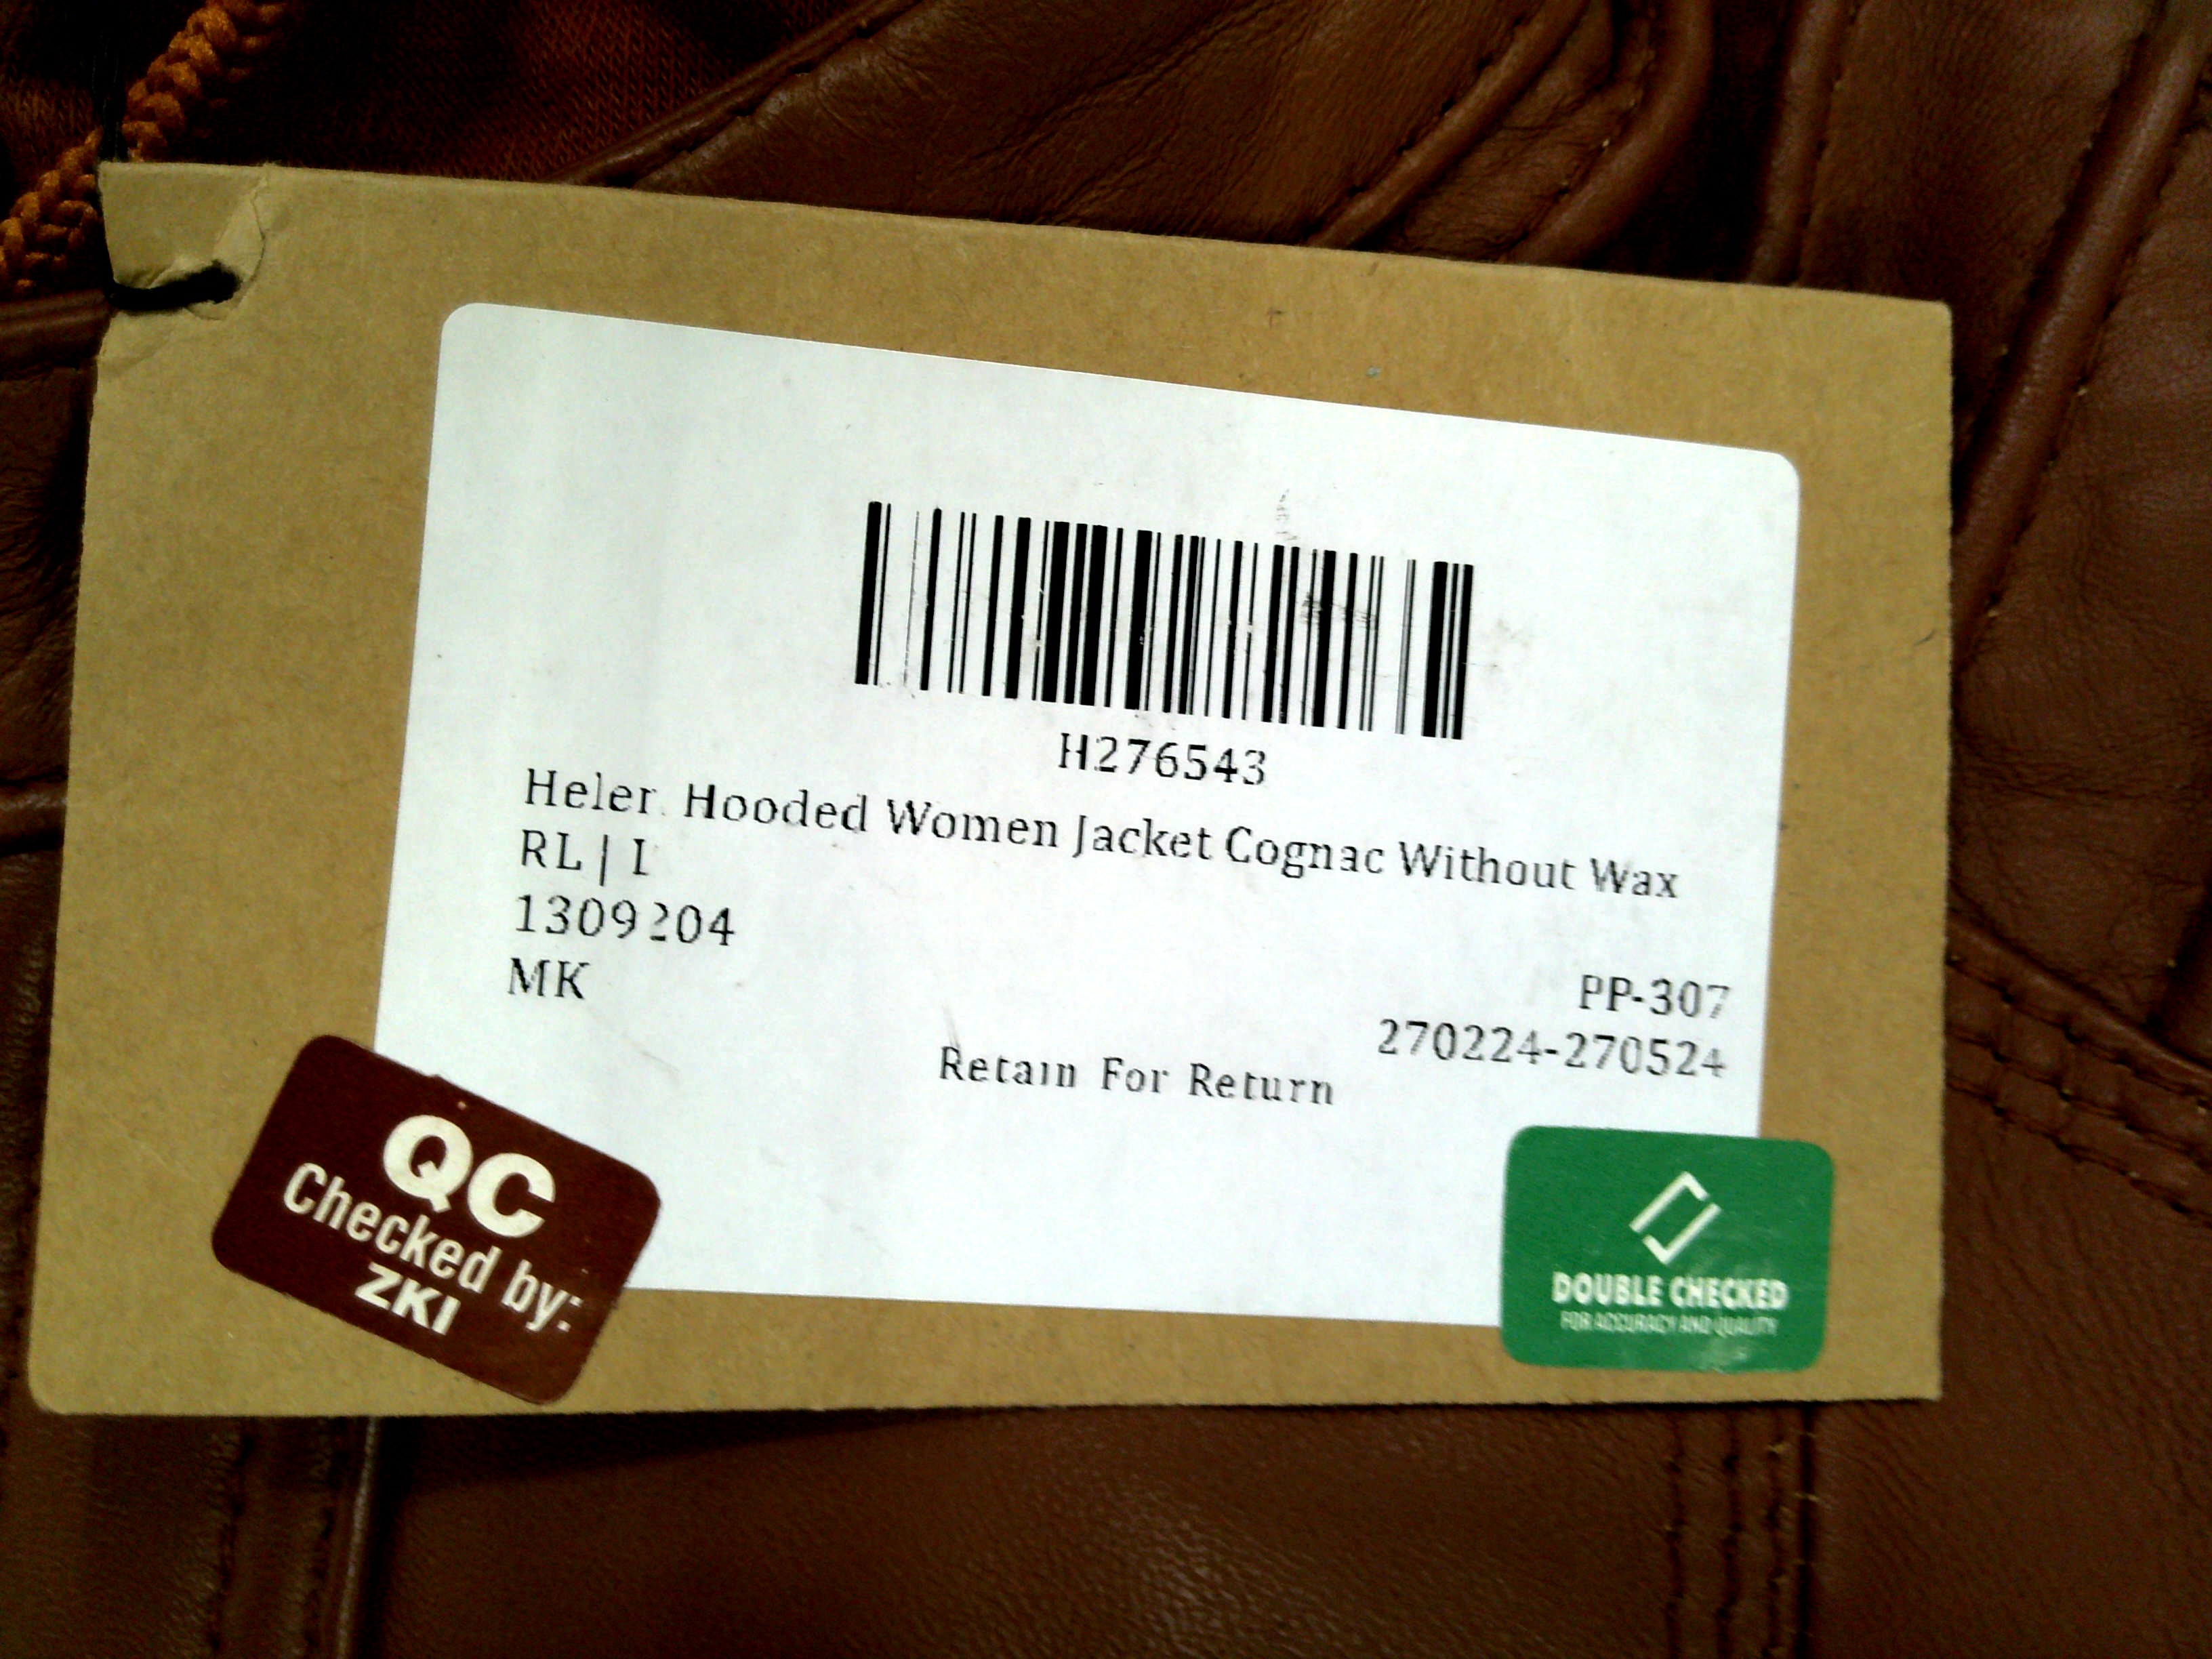 H276543
Heler Hooded Women Jacket Cognac Without Wax
RL |
1309204
MK
PP-307
270224-270524
Retain For Return
QC
Checked by:
ZKI
DOUBLE CHECKED
FOR ACCURACY AND QUALITY